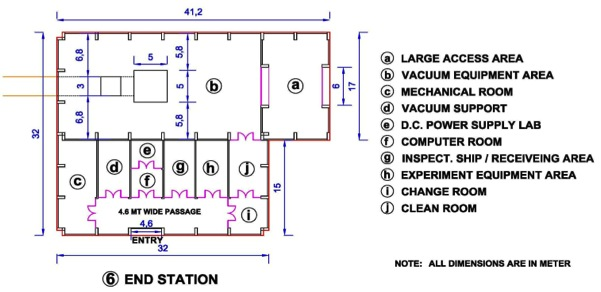 41,2
6,8
3
6,8
5
5,8
5
5,8
b
a
6
17
32
c
d
e
f
g
h
j
i
15
4.6 MT WIDE PASSAGE
4,6
ENTRY
32
6 END STATION
a LARGE ACCESS AREA
b VACUUM EQUIPMENT AREA
c MECHANICAL ROOM
d VACUUM SUPPORT
e D.C. POWER SUPPLY LAB
f COMPUTER ROOM
g INSPECT. SHIP / RECEIVEING AREA
h EXPERIMENT EQUIPMENT AREA
i CHANGE ROOM
j CLEAN ROOM
NOTE: ALL DIMENSIONS ARE IN METER